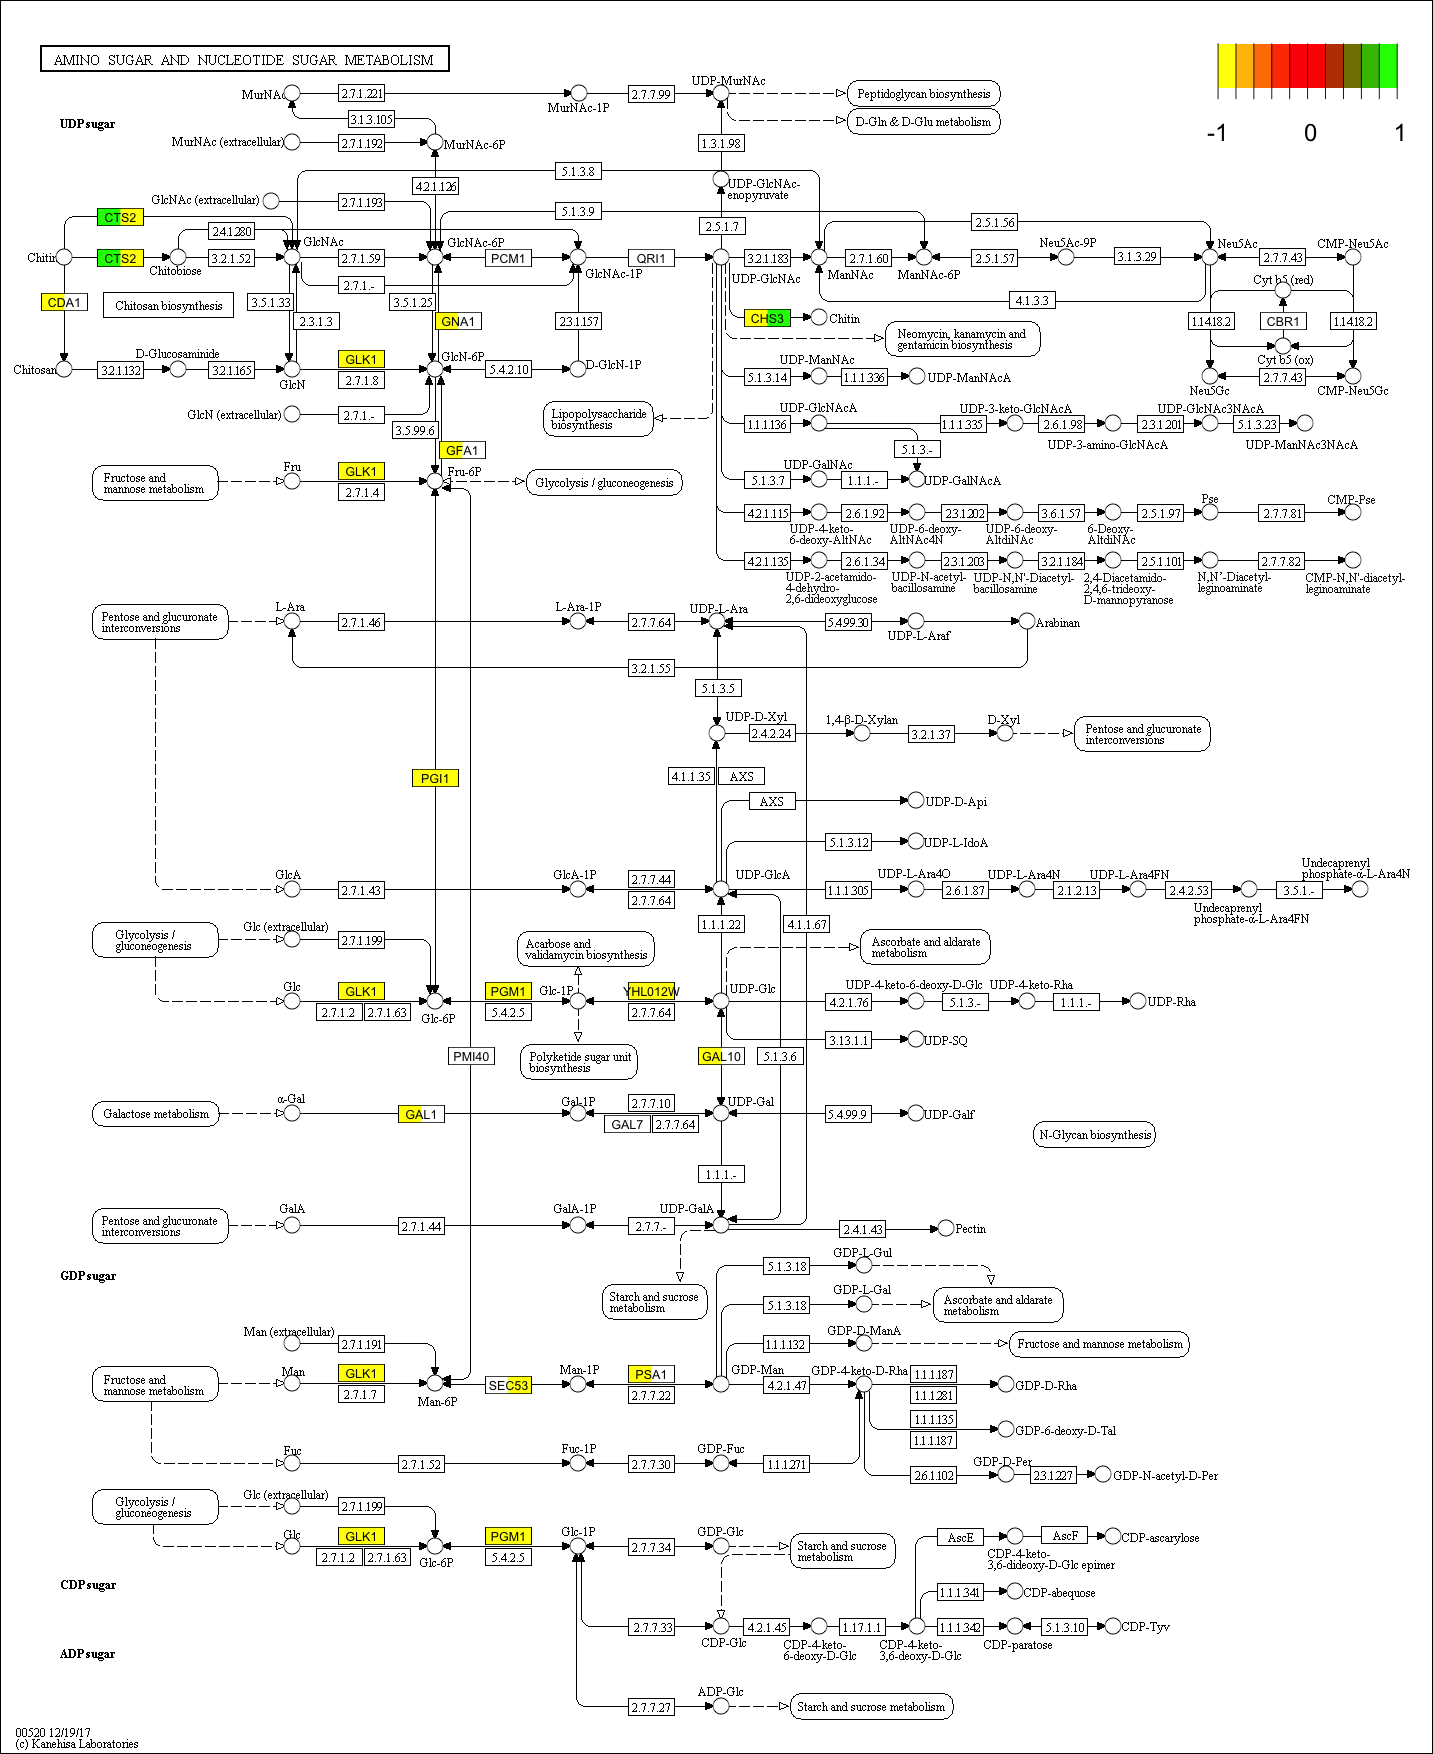 AMINO SUGAR AND NUCLEOTIDE SUGAR METABOLISM
-1 0 1
UDP sugar
MurNAc
2.7.1.221
MurNAc-1P
2.7.7.99
UDP-MurNAc
Peptidoglycan biosynthesis
D-Gln & D-Glu metabolism
3.1.3.105
MurNAc (extracellular)
2.7.1.192
MurNAc-6P
1.3.1.98
4.2.1.126
5.1.3.8
UDP-GlcNAc-
enopyruvate
GlcNAc (extracellular)
2.7.1.193
5.1.3.9
2.5.1.7
2.5.1.56
CTS2
2.4.1.280
GlcNAc
GlcNAc-6P
Neu5Ac-9P
Neu5Ac
CMP-Neu5Ac
Chitin
CTS2
Chitobiose
3.2.1.52
2.7.1.59
PCM1
GlcNAc-1P
QRI1
UDP-GlcNAc
3.2.1.183
ManNAc
2.7.1.60
ManNAc-6P
2.5.1.57
3.1.3.29
2.7.7.43
2.7.1.-
Cyt b5 (red)
CDA1
Chitosan biosynthesis
3.5.1.33
3.5.1.25
4.1.3.3
2.3.1.3
GNA1
2.3.1.157
CHS3
Chitin
1.14.18.2
CBR1
1.14.18.2
Neomycin, kanamycin and
gentamicin biosynthesis
D-Glucosaminide
GLK1
GlcN-6P
UDP-ManNAc
Cyt b5 (ox)
Chitosan
3.2.1.132
3.2.1.165
GlcN
2.7.1.8
5.4.2.10
D-GlcN-1P
5.1.3.14
1.1.1.336
UDP-ManNAcA
Neu5Gc
2.7.7.43
CMP-Neu5Gc
GlcN (extracellular)
2.7.1.-
Lipopolysaccharide
biosynthesis
UDP-GlcNAcA
UDP-3-keto-GlcNAcA
UDP-GlcNAc3NAcA
1.1.1.136
1.1.1.335
2.6.1.98
2.3.1.201
5.1.3.23
3.5.99.6
UDP-3-amino-GlcNAcA
UDP-ManNAc3NAcA
GFA1
5.1.3.-
Fructose and
mannose metabolism
Fru
GLK1
2.7.1.4
Fru-6P
Glycolysis / gluconeogenesis
UDP-GalNAc
5.1.3.7
1.1.1.-
UDP-GalNAcA
4.2.1.115
2.6.1.92
2.3.1.202
3.6.1.57
2.5.1.97
Pse
2.7.7.81
CMP-Pse
UDP-4-keto-
6-deoxy-AltNAc
UDP-6-deoxy-
AltNAc4N
UDP-6-deoxy-
AltdiNAc
6-Deoxy-
AltdiNAc
4.2.1.135
2.6.1.34
2.3.1.203
3.2.1.184
2.5.1.101
2.7.7.82
UDP-2-acetamido-
4-dehydro-
2,6-dideoxyglucose
UDP-N-acetyl-
bacillosamine
UDP-N,N'-Diacetyl-
bacillosamine
2,4-Diacetamido-
2,4,6-trideoxy-
D-mannopyranose
N,N'-Diacetyl-
leginoaminate
CMP-N,N'-diacetyl-
leginoaminate
Pentose and glucuronate
interconversions
L-Ara
2.7.1.46
L-Ara-1P
2.7.7.64
UDP-L-Ara
5.4.99.30
UDP-L-Araf
Arabinan
3.2.1.55
5.1.3.5
UDP-D-Xyl
2.4.2.24
1,4-β-D-Xylan
3.2.1.37
D-Xyl
Pentose and glucuronate
interconversions
PGI1
4.1.1.35
AXS
AXS
UDP-D-Api
5.1.3.12
UDP-L-IdoA
GlcA
2.7.1.43
GlcA-1P
2.7.7.44
2.7.7.64
UDP-GlcA
1.1.1.305
UDP-L-Ara4O
2.6.1.87
UDP-L-Ara4N
2.1.2.13
UDP-L-Ara4FN
2.4.2.53
Undecaprenyl
phosphate-α-L-Ara4FN
3.5.1.-
Undecaprenyl
phosphate-α-L-Ara4N
1.1.1.22
4.1.1.67
Glycolysis /
gluconeogenesis
Glc (extracellular)
2.7.1.199
Acarbose and
validamycin biosynthesis
Ascorbate and aldarate
metabolism
Glc
GLK1
2.7.1.2
2.7.1.63
Glc-6P
PGM1
5.4.2.5
Glc-1P
YHL012W
2.7.7.64
UDP-Glc
4.2.1.76
UDP-4-keto-6-deoxy-D-Glc
5.1.3.-
UDP-4-keto-Rha
1.1.1.-
UDP-Rha
3.13.1.1
UDP-SQ
PMI40
Polyketide sugar unit
biosynthesis
GAL10
5.1.3.6
Galactose metabolism
α-Gal
GAL1
Gal-1P
2.7.7.10
GAL7
2.7.7.64
UDP-Gal
5.4.99.9
UDP-Galf
N-Glycan biosynthesis
1.1.1.-
Pentose and glucuronate
interconversions
GalA
2.7.1.44
GalA-1P
2.7.7.-
UDP-GalA
2.4.1.43
Pectin
GDP sugar
Starch and sucrose
metabolism
5.1.3.18
GDP-L-Gul
5.1.3.18
GDP-L-Gal
Ascorbate and aldarate
metabolism
Man (extracellular)
2.7.1.191
1.1.1.132
GDP-D-ManA
Fructose and mannose metabolism
Fructose and
mannose metabolism
Man
GLK1
2.7.1.7
Man-6P
SEC53
Man-1P
PSA1
2.7.7.22
GDP-Man
4.2.1.47
GDP-4-keto-D-Rha
1.1.1.187
1.1.1.281
GDP-D-Rha
1.1.1.135
1.1.1.187
GDP-6-deoxy-D-Tal
Fuc
2.7.1.52
Fuc-1P
2.7.7.30
GDP-Fuc
1.1.1.271
2.6.1.102
GDP-D-Per
2.3.1.227
GDP-N-acetyl-D-Per
Glycolysis /
gluconeogenesis
Glc (extracellular)
2.7.1.199
Glc
GLK1
2.7.1.2
2.7.1.63
Glc-6P
PGM1
5.4.2.5
Glc-1P
2.7.7.34
GDP-Glc
Starch and sucrose
metabolism
AscE
CDP-4-keto-
3,6-dideoxy-D-Glc epimer
AscF
CDP-ascarylose
CDP sugar
1.1.1.341
CDP-abequose
2.7.7.33
CDP-Glc
4.2.1.45
CDP-4-keto-
6-deoxy-D-Glc
1.17.1.1
CDP-4-keto-
3,6-deoxy-D-Glc
1.1.1.342
CDP-paratose
5.1.3.10
CDP-Tyv
ADP sugar
2.7.7.27
ADP-Glc
Starch and sucrose metabolism
00520 12/19/17
(c) Kanehisa Laboratories